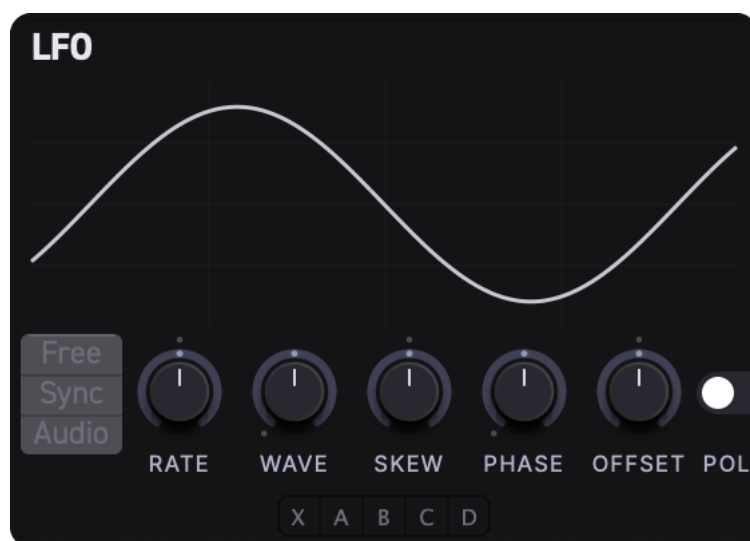 LFO
Free
Sync
Audio
RATE WAVE SKEW PHASE OFFSET POL
X A B C D